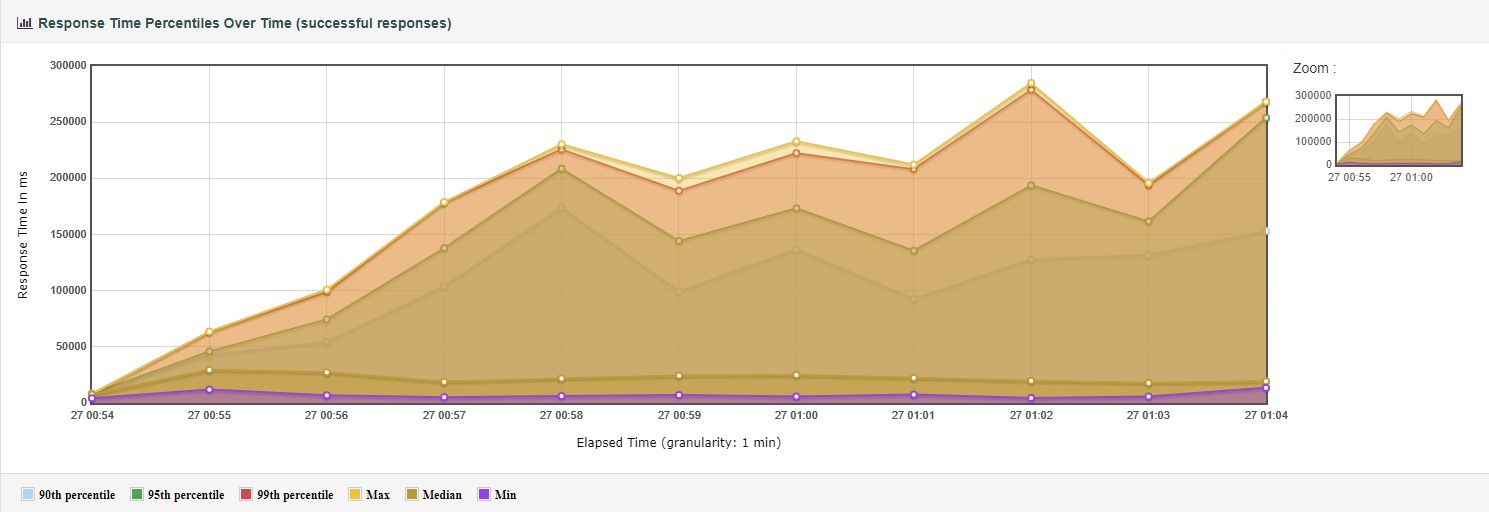 Response Time Percentiles Over Time (successful responses)
Zoom :
300000
250000
200000
150000
100000
50000
0
Response Time in ms
27 00:54 27 00:55 27 00:56 27 00:57 27 00:58 27 00:59 27 01:00 27 01:01 27 01:02 27 01:03 27 01:04
Elapsed Time (granularity: 1 min)
300000
200000
100000
0
27 00:55 27 01:00
90th percentile 95th percentile 99th percentile Max Median Min